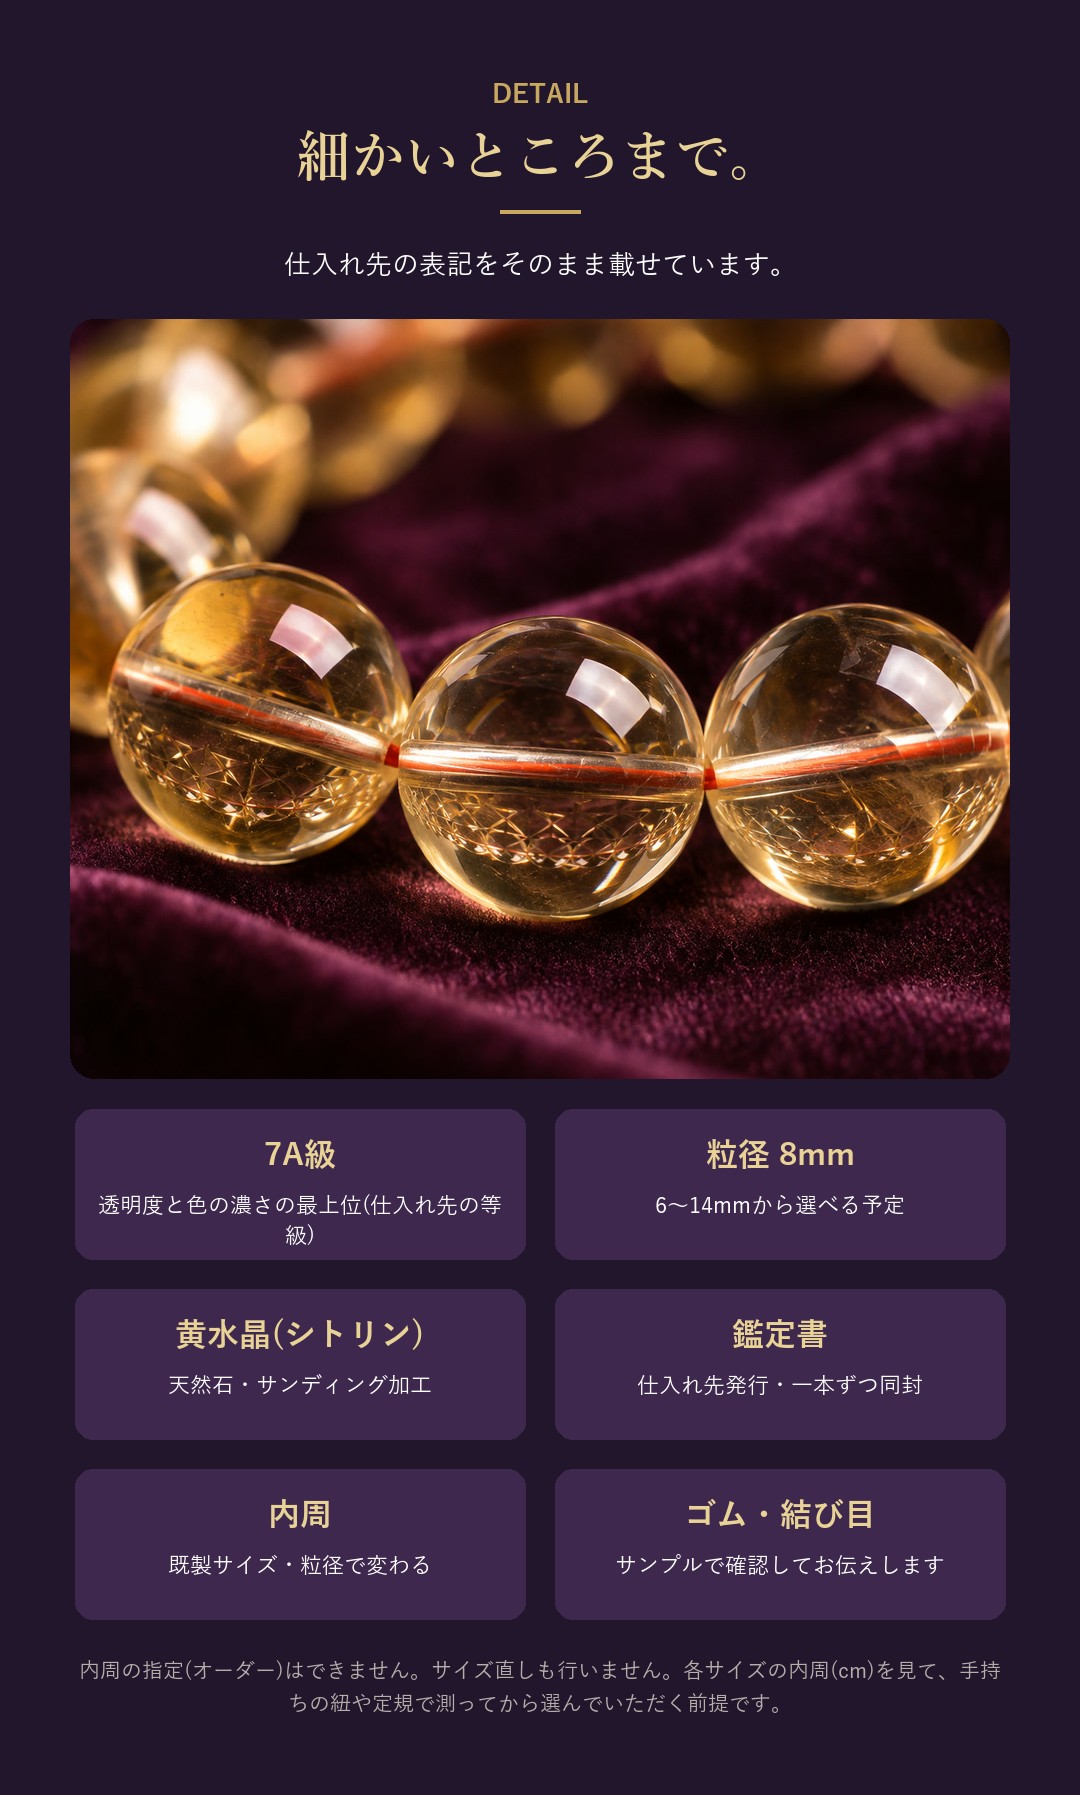 DETAIL
細かいところまで。
仕入れ先の表記をそのまま載せています。
7A級
透明度と色の濃さの最上位(仕入れ先の等
級)
粒径 8mm
6〜14mmから選べる予定
黄水晶(シトリン)
天然石・サンディング加工
鑑定書
仕入れ先発行・一本ずつ同封
内周
既製サイズ・粒径で変わる
ゴム・結び目
サンプルで確認してお伝えします
内周の指定(オーダー)はできません。サイズ直しも行いません。各サイズの内周(cm)を見て、手持
ちの紐や定規で測ってから選んでいただく前提です。